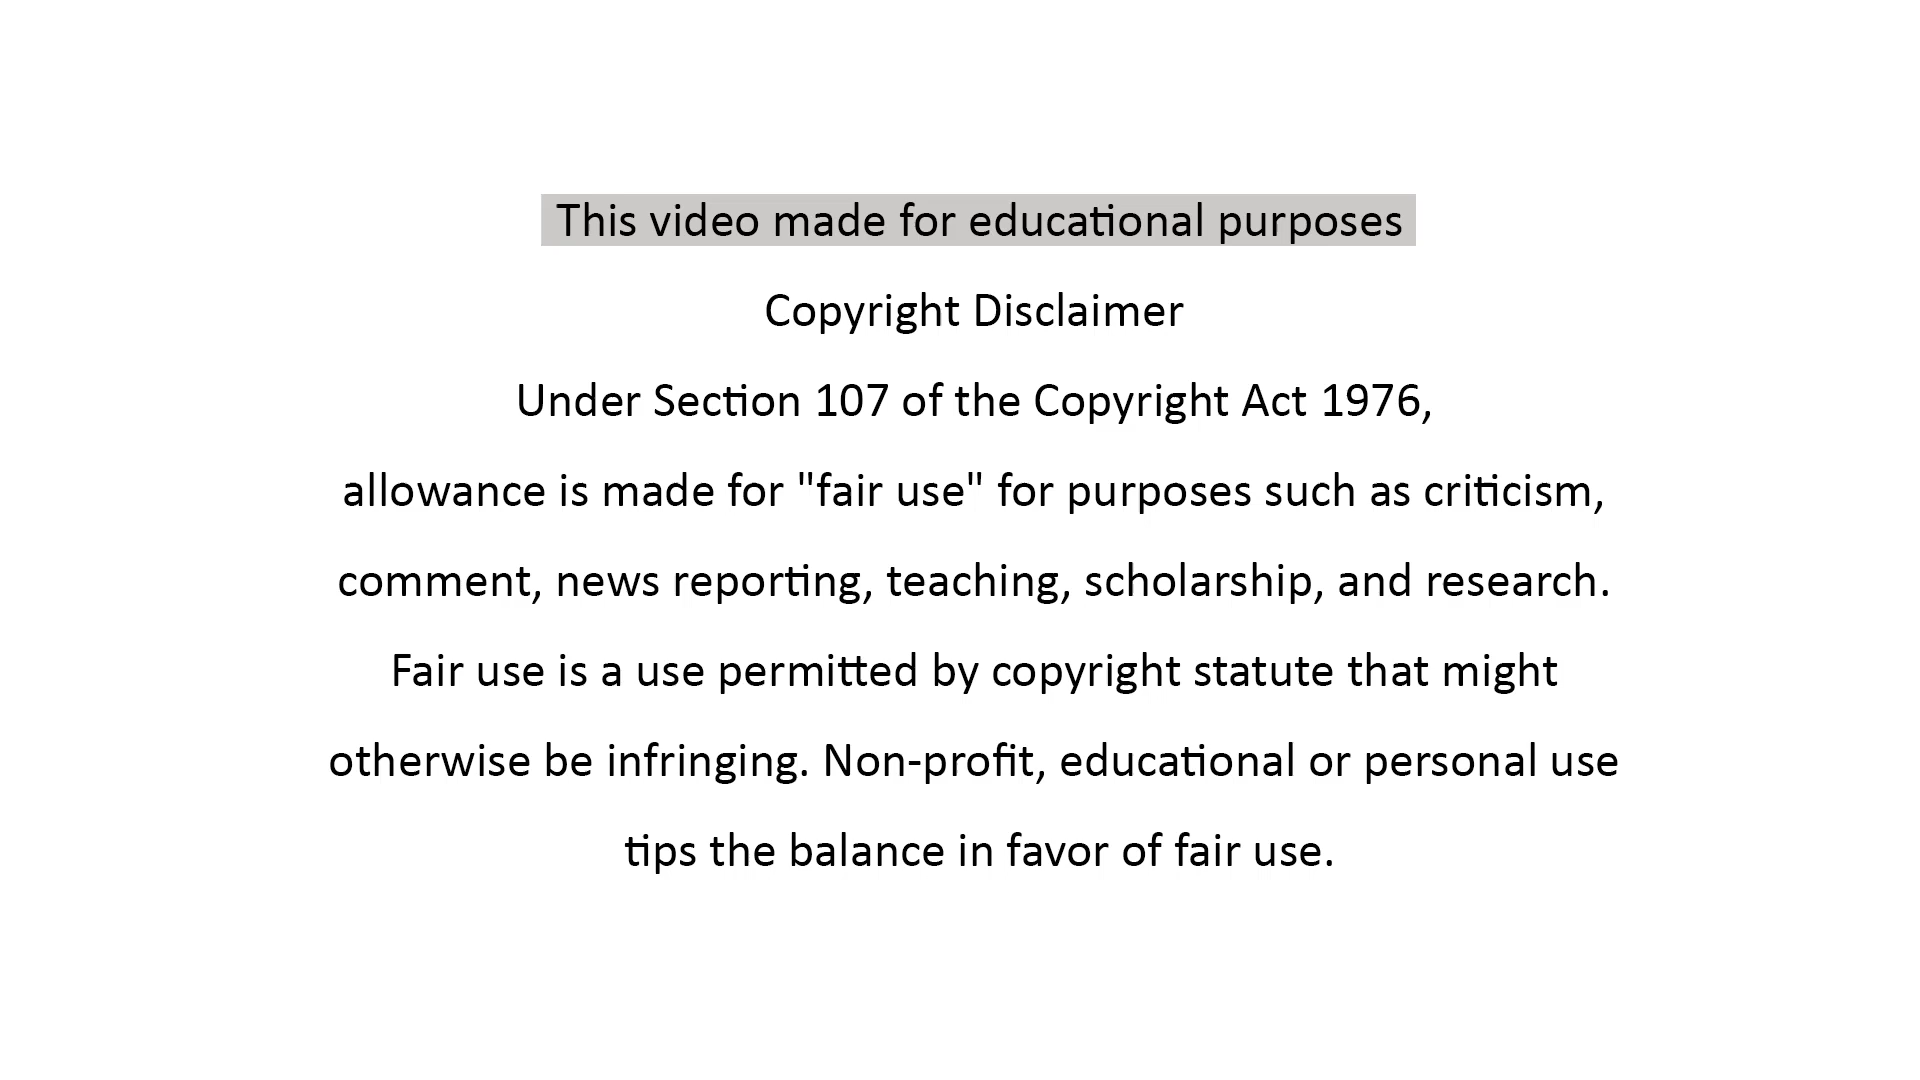 This video made for educational purposes
Copyright Disclaimer
Under Section 107 of the Copyright Act 1976,
allowance is made for "fair use" for purposes such as criticism,
comment, news reporting, teaching, scholarship, and research.
Fair use is a use permitted by copyright statute that might
otherwise be infringing. Non-profit, educational or personal use
tips the balance in favor of fair use.